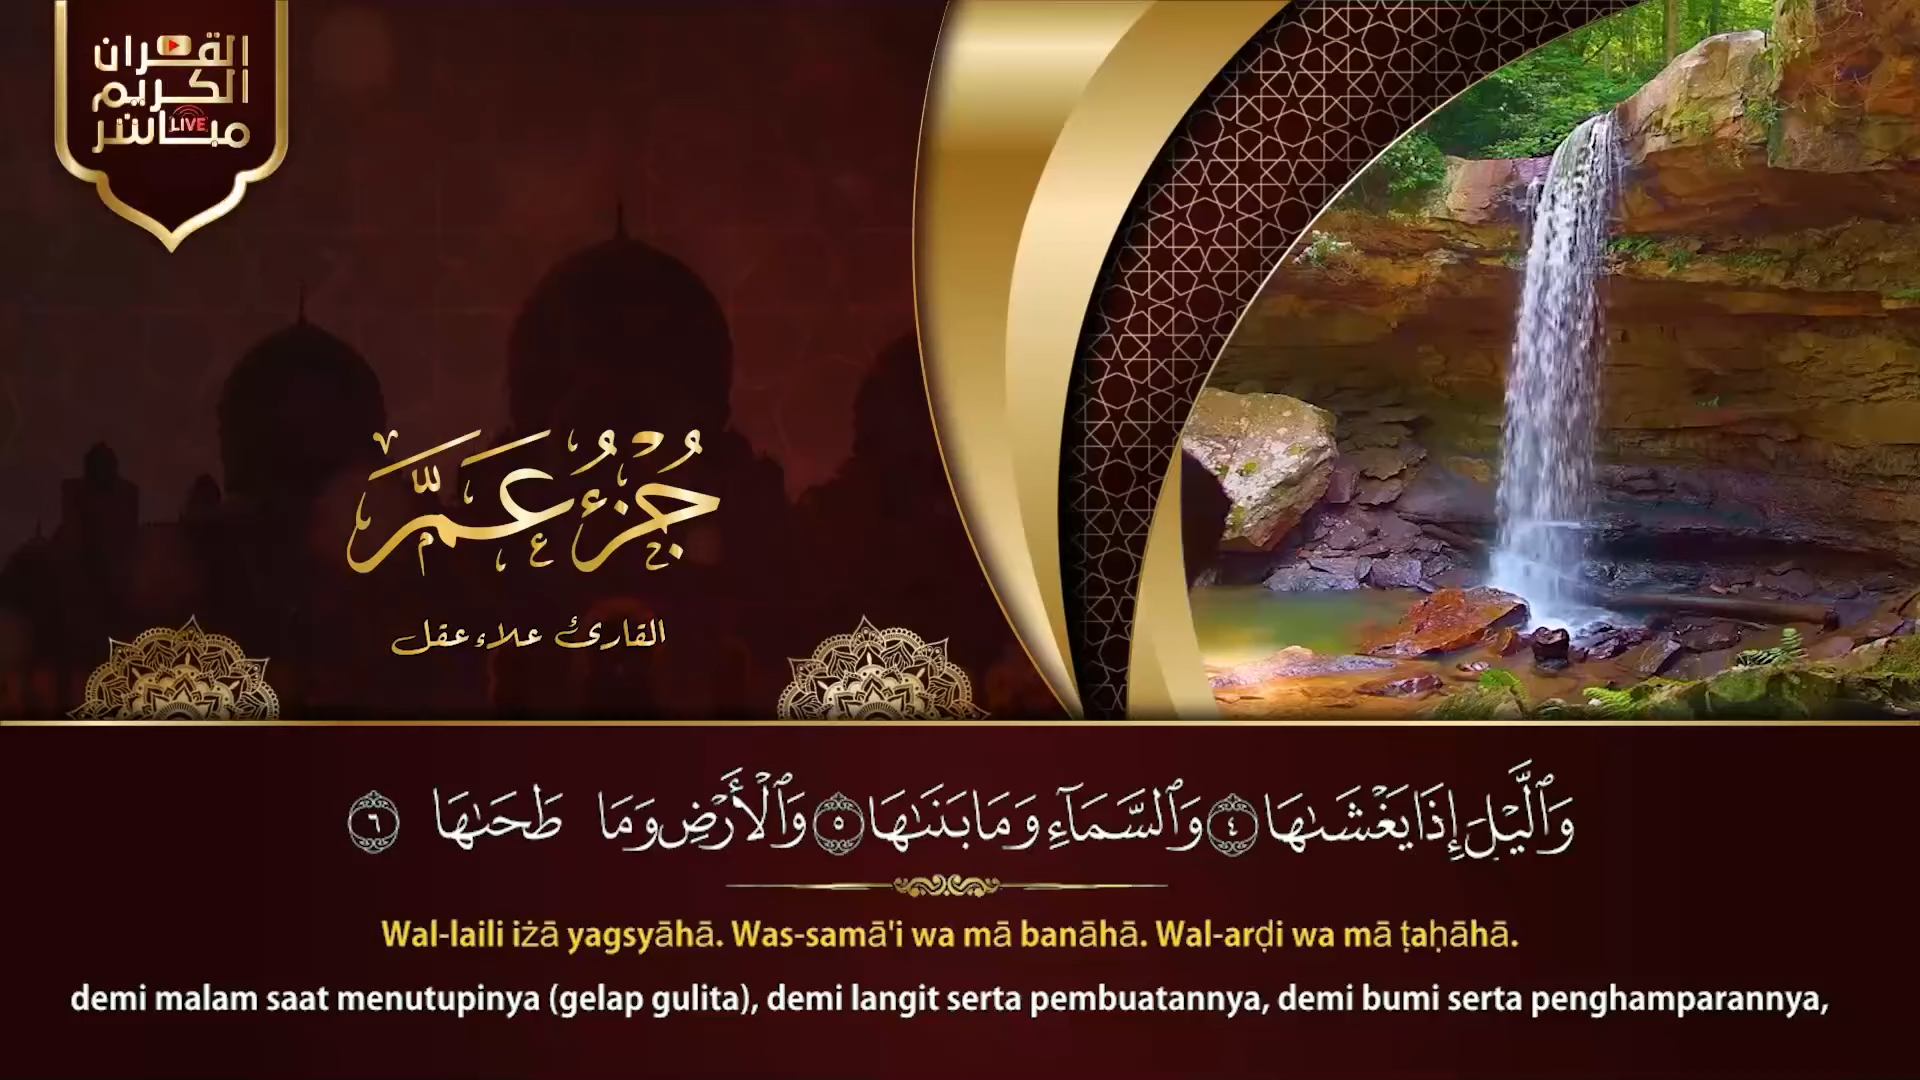 القرآن
الكريم
مباشر
LIVE
جُزْءُ عَمَّ
القارئ علاء عقل
وَٱلَّيْلِ إِذَا يَغْشَىٰهَا ٤ وَٱلسَّمَآءِ وَمَا بَنَىٰهَا ٥ وَٱلْأَرْضِ وَمَا طَحَىٰهَا ٦
Wal-laili iżā yagsyāhā. Was-samā'i wa mā banāhā. Wal-arḍi wa mā ṭaḥāhā.
demi malam saat menutupinya (gelap gulita), demi langit serta pembuatannya, demi bumi serta penghamparannya,